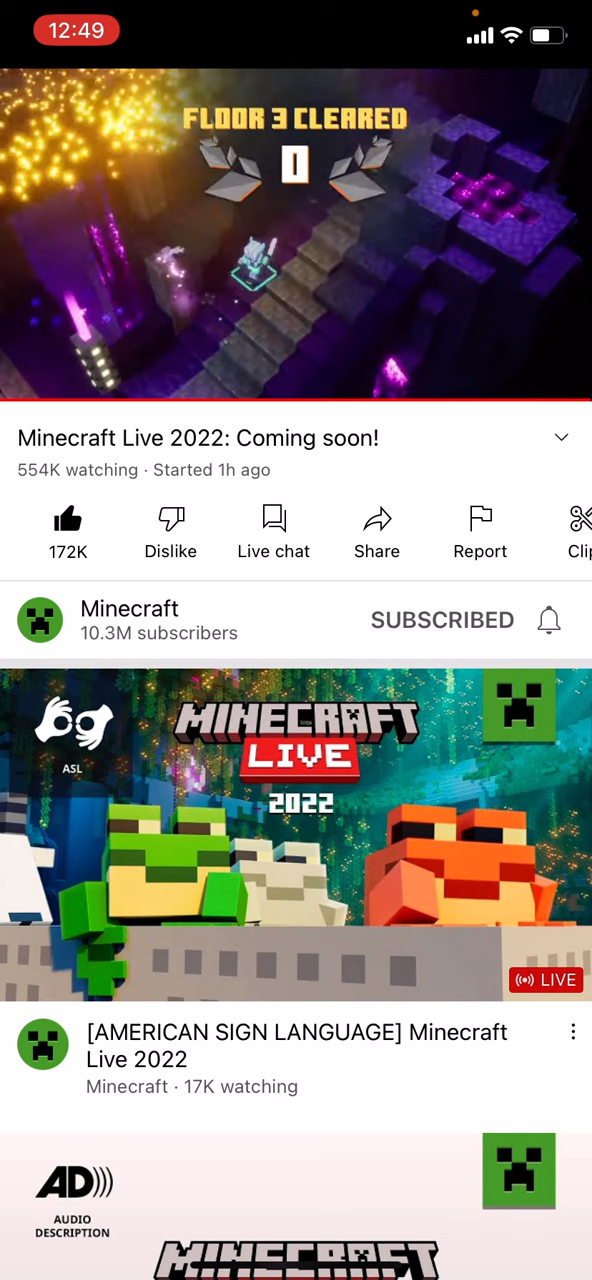 12:49
FLOOR 3 CLEARED
I
Minecraft Live 2022: Coming soon!
554K watching · Started 1h ago
172K
Dislike
Live chat
Share
Report
Clip
Minecraft
10.3M subscribers
SUBSCRIBED
ASL
MINECRAFT
LIVE
2022
LIVE
[AMERICAN SIGN LANGUAGE] Minecraft
Live 2022
Minecraft · 17K watching
AD
AUDIO
DESCRIPTION
MINECRAFT